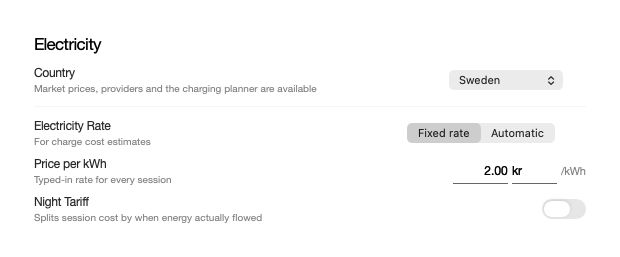 Electricity
Country
Sweden
Market prices, providers and the charging planner are available
Electricity Rate
Fixed rate Automatic
For charge cost estimates
Price per kWh
2.00 kr /kWh
Typed-in rate for every session
Night Tariff
Splits session cost by when energy actually flowed